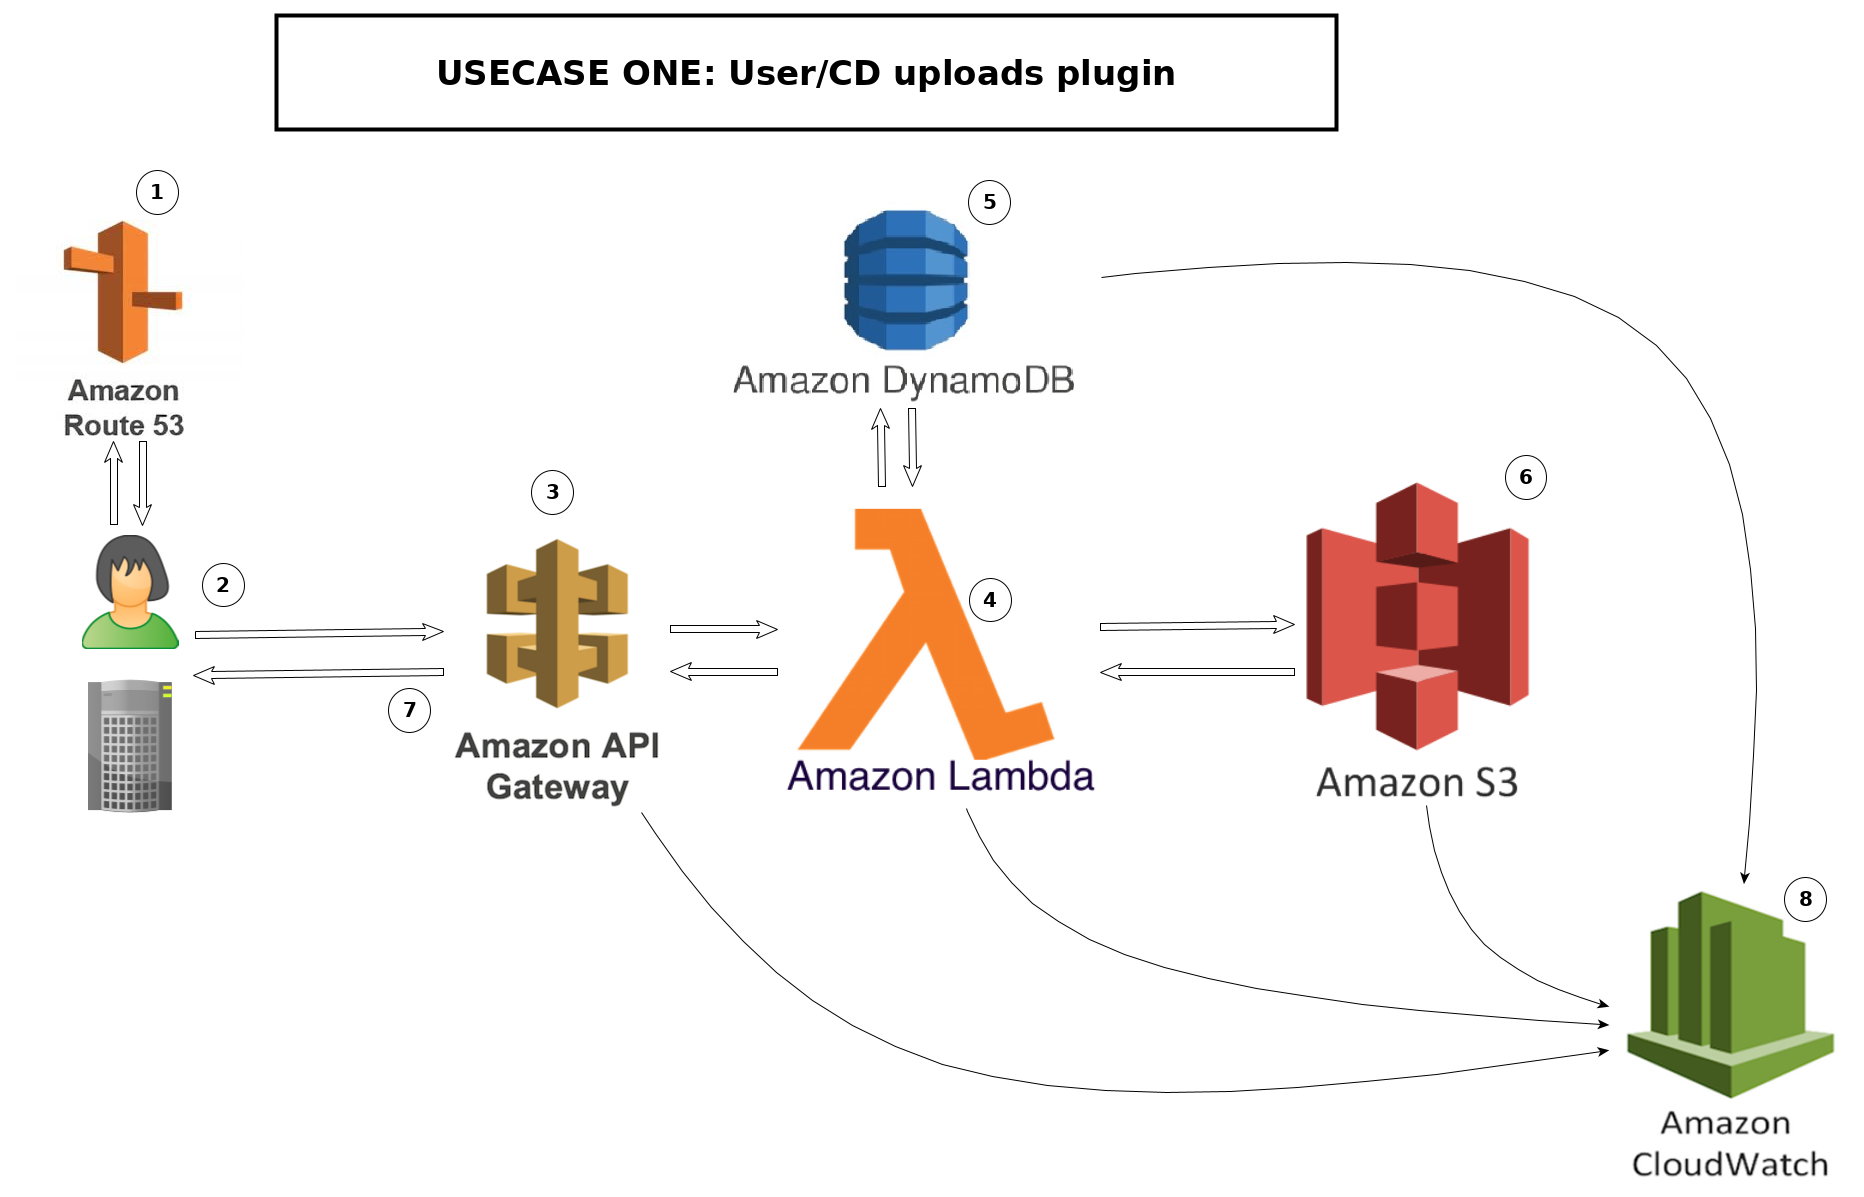 USECASE ONE: User/CD uploads plugin
1
Amazon
Route 53
2
3
Amazon API
Gateway
7
5
Amazon DynamoDB
4
Amazon Lambda
6
Amazon S3
8
Amazon
CloudWatch